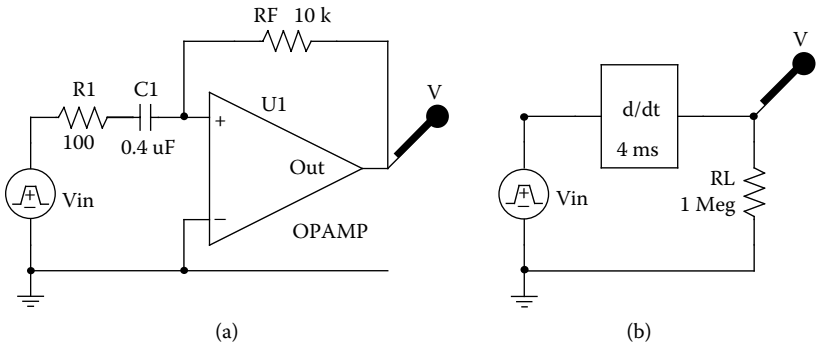 RF 10 k
R1
C1
U1
V
+
100
0.4 uF
Out
+
−
Vin
−
OPAMP
(a)
V
d/dt
4 ms
RL
1 Meg
+
−
Vin
(b)